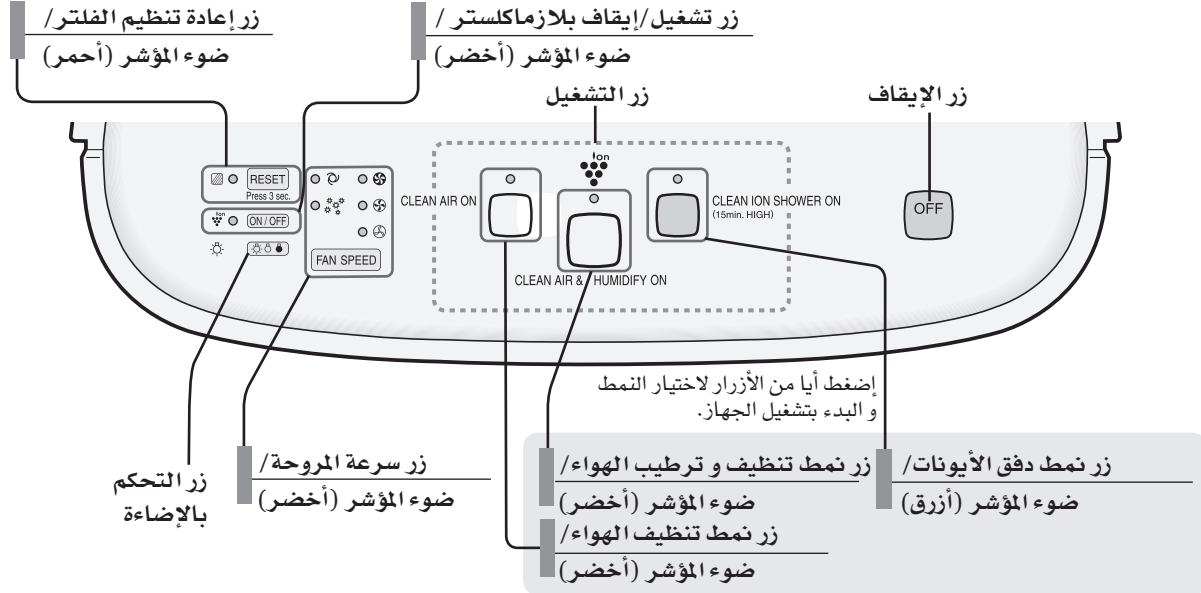 زر إعادة تنظيم الفلتر/
ضوء المؤشر (أحمر)
زر تشغيل/إيقاف بلازماكلستر /
ضوء المؤشر (أخضر)
زر التشغيل
زر الإيقاف
RESET
Press 3 sec.
Ion
ON / OFF
FAN SPEED
CLEAN AIR ON
Ion
CLEAN AIR & HUMIDIFY ON
CLEAN ION SHOWER ON
(15min. HIGH)
OFF
إضغط أيا من الأزرار لاختيار النمط
و البدء بتشغيل الجهاز.
زر نمط دفق الأيونات/
ضوء المؤشر (أزرق)
زر نمط تنظيف و ترطيب الهواء/
ضوء المؤشر (أخضر)
زر نمط تنظيف الهواء/
ضوء المؤشر (أخضر)
زر سرعة المروحة/
ضوء المؤشر (أخضر)
زر التحكم
بالإضاءة